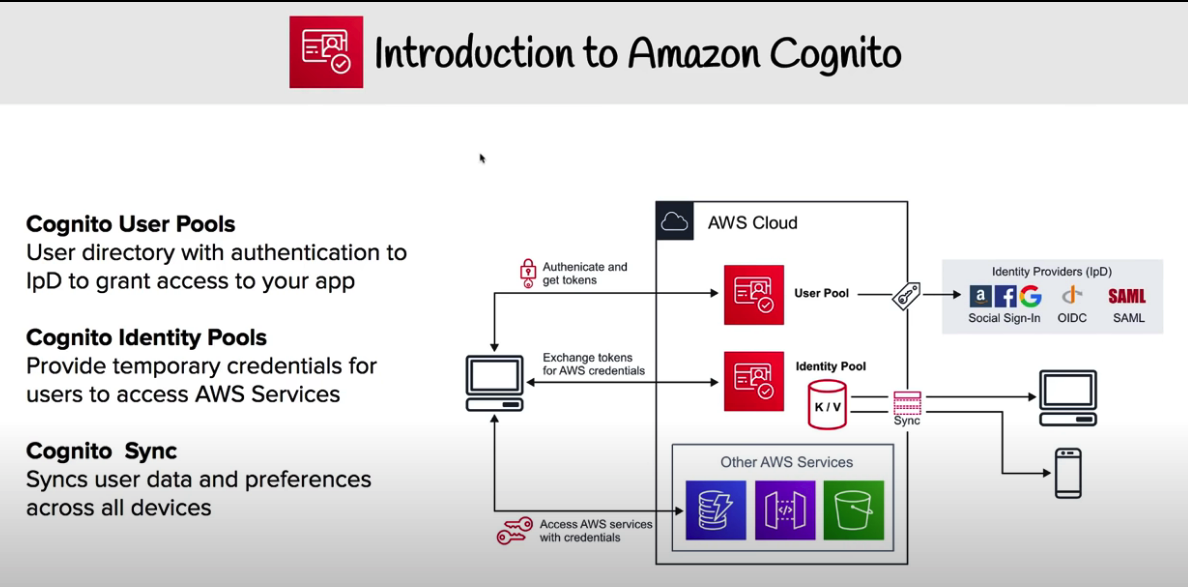 Introduction to Amazon Cognito
Cognito User Pools
User directory with authentication to
IpD to grant access to your app
Cognito Identity Pools
Provide temporary credentials for
users to access AWS Services
Cognito Sync
Syncs user data and preferences
across all devices
AWS Cloud
Authenicate and
get tokens
User Pool
Identity Providers (IpD)
a f G SAML
Social Sign-In OIDC SAML
Exchange tokens
for AWS credentials
Identity Pool
K / V
Sync
Other AWS Services
</>
Access AWS services
with credentials